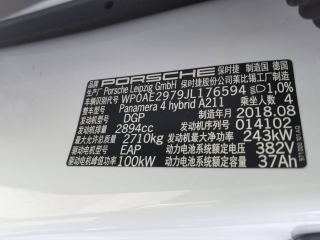 品牌 PORSCHE 保时捷 制造国 德国
生产厂 Porsche Leipzig GmbH 保时捷股份公司莱比锡工厂制造
车辆识别代号 WP0AE2979JL176594 1,0%
整车型号 Panamera 4 hybrid A211 乘坐人数 4
发动机型号 DGP 制造年月 2018.08
发动机排量 2894cc 发动机序列号 014102
最大允许总质量 2710kg 发动机最大净功率 243kW
驱动电机型号 EAP 动力电池系统额定电压 382V
驱动电机峰值功率 100kW 动力电池系统额定容量 37Ah